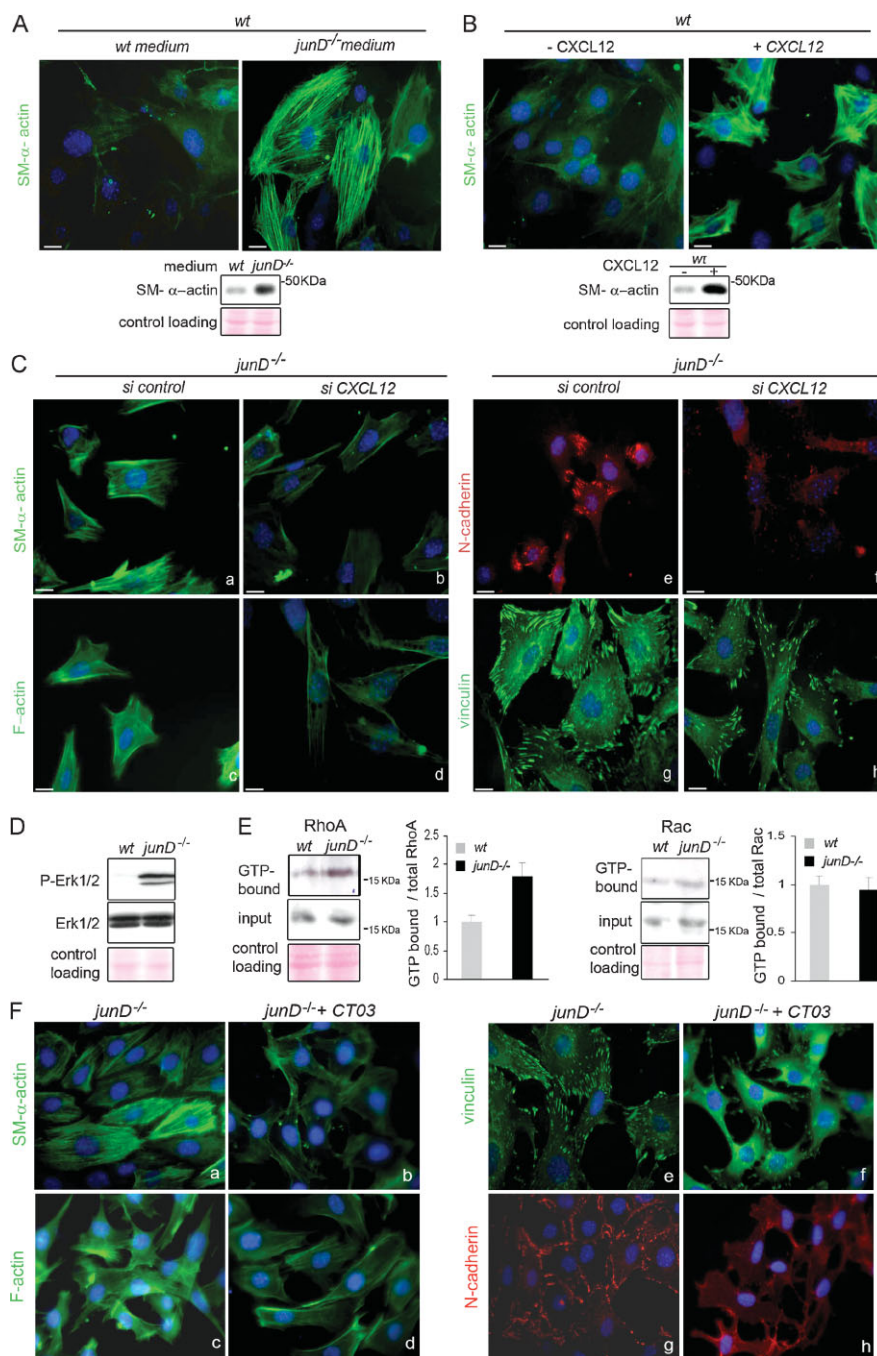 A
wt
wt medium
junD-/- medium
SM-α- actin
medium wt junD-/-
SM- α-actin
-50KDa
control loading
B
wt
- CXCL12
+ CXCL12
SM-α- actin
wt
CXCL12 - +
SM- α-actin
-50KDa
control loading
C
junD-/-
si control
si CXCL12
SM-α- actin
a
b
F-actin
c
d
junD-/-
si control
si CXCL12
N-cadherin
e
f
vinculin
g
h
D
wt junD-/-
P-Erk1/2
Erk1/2
control
loading
E
RhoA
wt junD-/-
GTP-
bound
15 KDa
input
15 KDa
control
loading
GTP bound / total RhoA
2.5
2
1.5
1
0.5
0
wt
junD-/-
Rac
wt junD-/-
GTP-
bound
15 KDa
input
15 KDa
control
loading
GTP bound / total Rac
1.5
1
0.5
0
wt
junD-/-
F
junD-/-
junD-/-+ CT03
SM-α-actin
a
b
F-actin
c
d
junD-/-
junD-/- + CT03
vinculin
e
f
N-cadherin
g
h